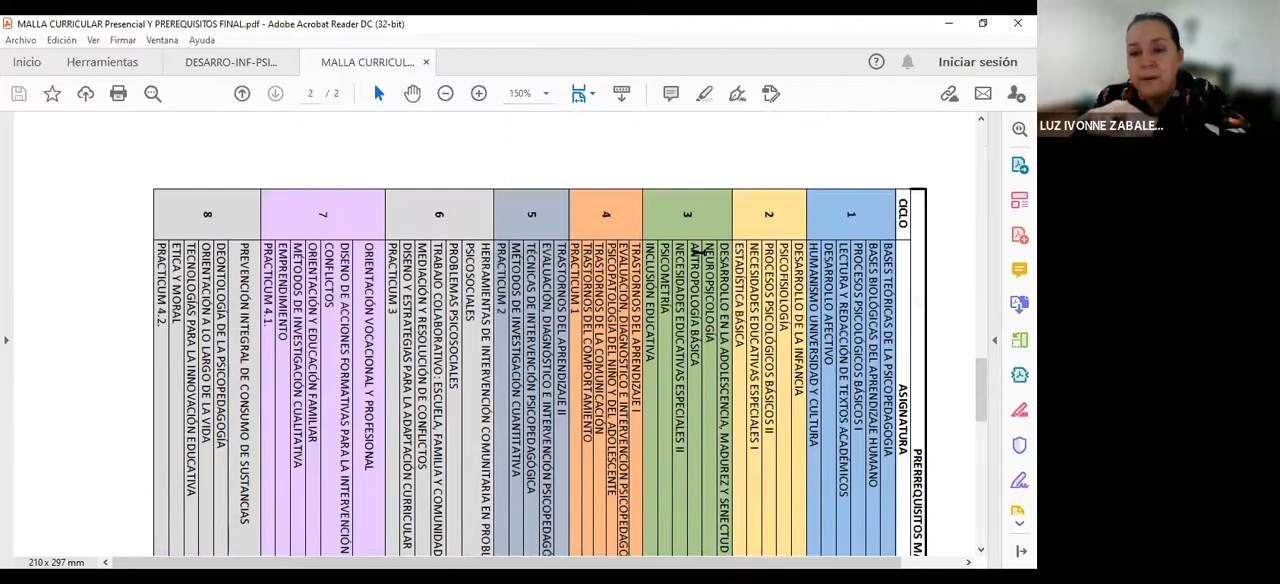 MALLA CURRICULAR Presencial Y PREREQUISITOS FINAL.pdf - Adobe Acrobat Reader DC (32-bit)
Archivo Edición Ver Firmar Ventana Ayuda
Inicio Herramientas DESARRO-INF-PSI... MALLA CURRICUL... × Iniciar sesión
2 / 2 150%
LUZ IVONNE ZABALE...
PRERREQUISITOS MA
CICLO ASIGNATURA
1
BASES TEÓRICAS DE LA PSICOPEDAGOGIA
BASES BIOLÓGICAS DEL APRENDIZAJE HUMANO
PROCESOS PSICOLÓGICOS BÁSICOS I
LECTURA Y REDACCIÓN DE TEXTOS ACADÉMICOS
DESARROLLO AFECTIVO
HUMANISMO UNIVERSIDAD Y CULTURA
2
DESARROLLO DE LA INFANCIA
PSICOFISIOLOGIA
PROCESOS PSICOLÓGICOS BÁSICOS II
NECESIDADES EDUCATIVAS ESPECIALES I
ESTADÍSTICA BÁSICA
3
DESARROLLO EN LA ADOLESCENCIA, MADUREZ Y SENECTUD
NEUROPSICOLOGÍA
ANTROPOLOGÍA BÁSICA
NECESIDADES EDUCATIVAS ESPECIALES II
PSICOMETRÍA
INCLUSIÓN EDUCATIVA
4
TRASTORNOS DEL APRENDIZAJE I
EVALUACIÓN, DIAGNÓSTICO E INTERVENCIÓN PSICOPEDAGO
PSICOPATOLOGÍA DEL NIÑO Y DEL ADOLESCENTE
TRASTORNOS DE LA COMUNICACIÓN
TRASTORNOS DEL COMPORTAMIENTO
PRACTICUM 1
5
TRASTORNOS DEL APRENDIZAJE II
EVALUACIÓN, DIAGNÓSTICO E INTERVENCIÓN PSICOPEDAGÓ
TÉCNICAS DE INTERVENCIÓN PSICOPEDAGÓGICA
MÉTODOS DE INVESTIGACIÓN CUANTITATIVA
PRACTICUM 2
6
HERRAMIENTAS DE INTERVENCIÓN COMUNITARIA EN PROBL
PSICOSOCIALES
PROBLEMAS PSICOSOCIALES
TRABAJO COLABORATIVO: ESCUELA, FAMILIA Y COMUNIDAD
MEDIACIÓN Y RESOLUCIÓN DE CONFLICTOS
DISEÑO Y ESTRATEGIAS PARA LA ADAPTACIÓN CURRICULAR
PRACTICUM 3
7
ORIENTACIÓN VOCACIONAL Y PROFESIONAL
DISEÑO DE ACCIONES FORMATIVAS PARA LA INTERVENCIÓN
CONFLICTOS
ORIENTACIÓN Y EDUCACIÓN FAMILIAR
MÉTODOS DE INVESTIGACIÓN CUALITATIVA
EMPRENDIMIENTO
PRACTICUM 4.1.
8
PREVENCIÓN INTEGRAL DE CONSUMO DE SUSTANCIAS
DEONTOLOGÍA DE LA PSICOPEDAGOGÍA
ORIENTACIÓN A LO LARGO DE LA VIDA
TECNOLOGÍAS PARA LA INNOVACIÓN EDUCATIVA
ETICA Y MORAL
PRACTICUM 4.2.
210 x 297 mm